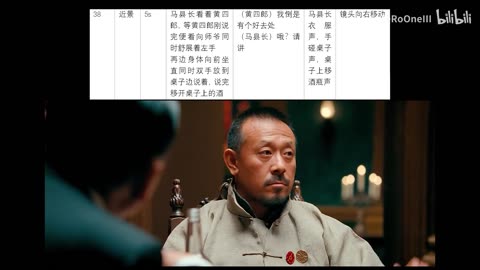 RoOneIII bilibili
38 近景 5s 马县长看着黄四 （黄四郎）我倒是 马县长 镜头向右移动
郎，等黄四郎刚说 有个好去处 衣服
完便看向师爷同 （马县长）哦？请 声，手
时舒展着左手 讲 碰桌子
再边身体向前坐 声，桌
直同时双手放到 子上移
桌子边说着，说完 酒瓶声
移开桌子上的酒